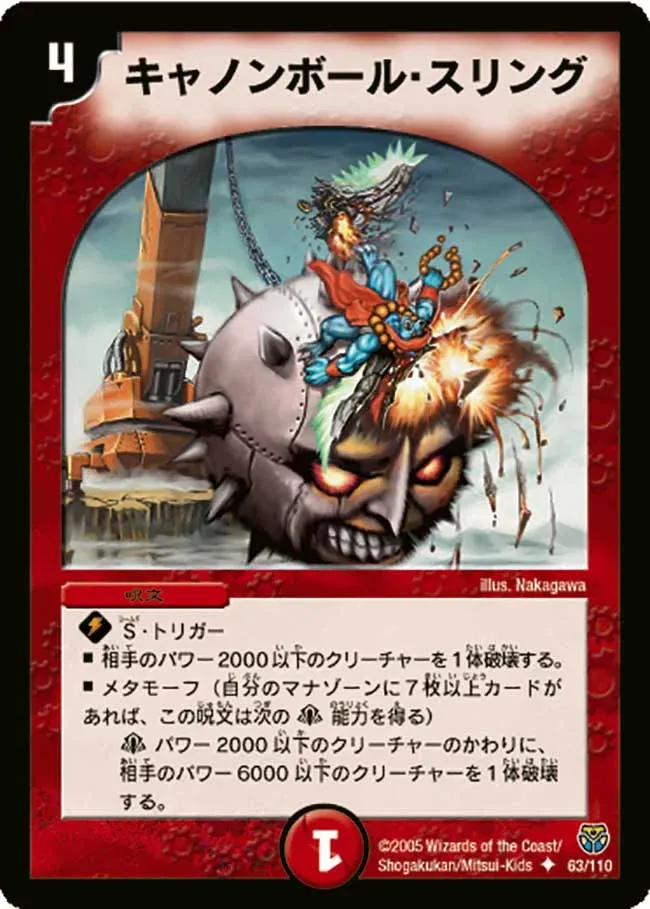 4
キャノンボール・スリング
illus. Nakagawa
呪文
S・トリガー
■ 相手のパワー2000以下のクリーチャーを1体破壊する。
■ メタモーフ（自分のマナゾーンに7枚以上カードが
あれば、この呪文は次の 能力を得る）
パワー2000以下のクリーチャーのかわりに、
相手のパワー6000以下のクリーチャーを1体破壊
する。
1
©2005 Wizards of the Coast/
Shogakukan/Mitsui-Kids ♦ 63/110